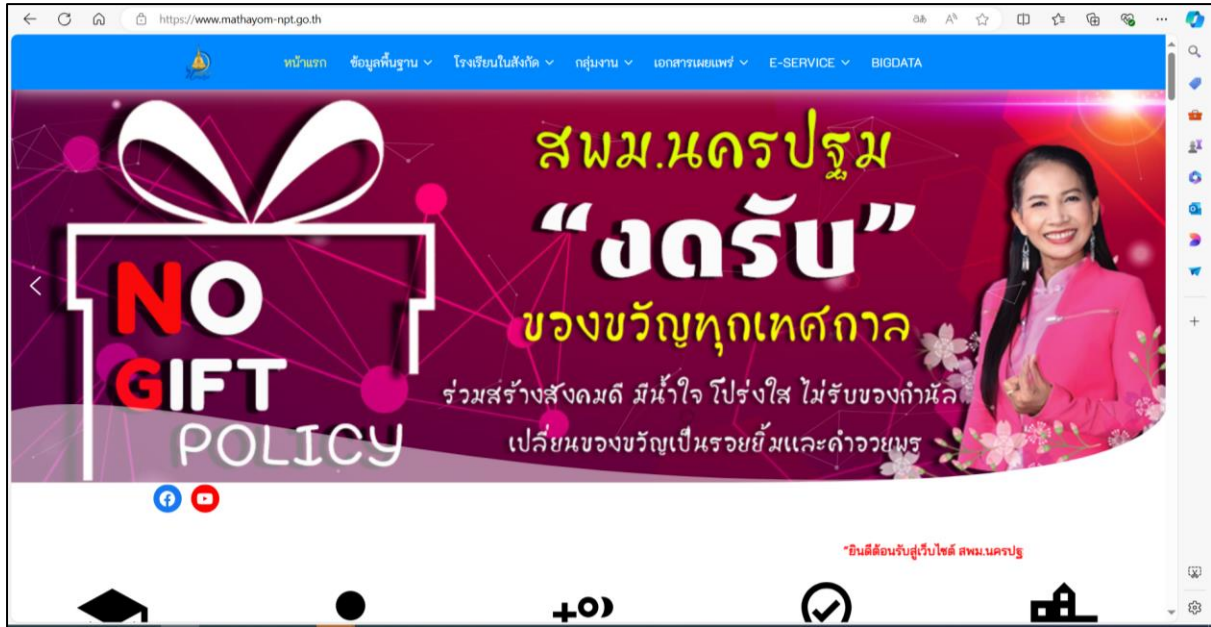 https://www.mathayom-npt.go.th
หน้าแรก ข้อมูลพื้นฐาน โรงเรียนในสังกัด กลุ่มงาน เอกสารเผยแพร่ E-SERVICE BIGDATA
สพม.นครปฐม
“งดรับ”
ของขวัญทุกเทศกาล
ร่วมสร้างสังคมดี มีน้ำใจ โปร่งใส ไม่รับของกำนัล
เปลี่ยนของขวัญเป็นรอยยิ้มและคำอวยพร
NO
GIFT
POLICY
"ยินดีต้อนรับสู่เว็บไซต์ สพม.นครปฐ